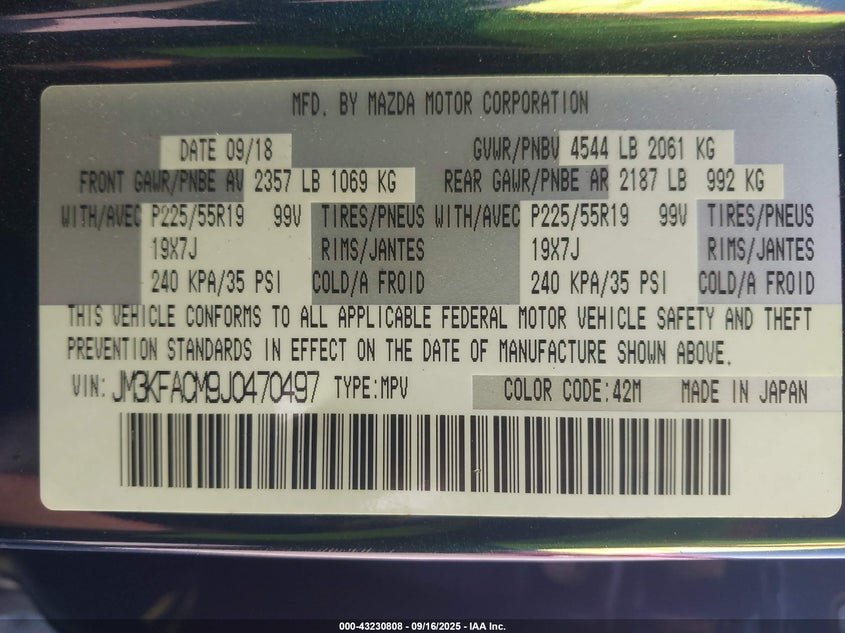 MFD. BY MAZDA MOTOR CORPORATION
DATE 09/18 GVWR/PNBV 4544 LB 2061 KG
FRONT GAWR/PNBE AV 2357 LB 1069 KG REAR GAWR/PNBE AR 2187 LB 992 KG
WITH/AVEC P225/55R19 99V TIRES/PNEUS WITH/AVEC P225/55R19 99V TIRES/PNEUS
19X7J RIMS/JANTES 19X7J RIMS/JANTES
240 KPA/35 PSI COLD/A FROID 240 KPA/35 PSI COLD/A FROID
THIS VEHICLE CONFORMS TO ALL APPLICABLE FEDERAL MOTOR VEHICLE SAFETY AND THEFT
PREVENTION STANDARDS IN EFFECT ON THE DATE OF MANUFACTURE SHOWN ABOVE.
VIN: JM3KFACM9J0470497 TYPE:MPV COLOR CODE:42M MADE IN JAPAN
000-43230808 - 09/16/2025 - IAA Inc.